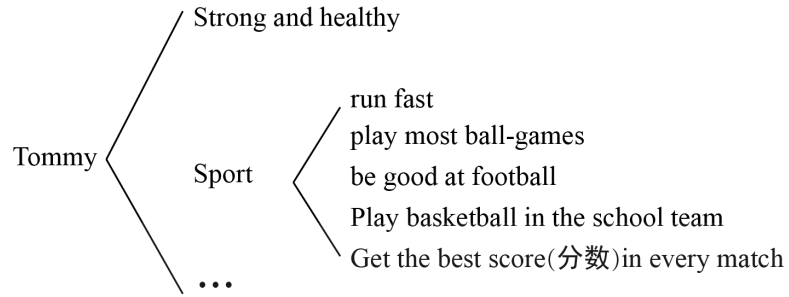 Strong and healthy
run fast
play most ball-games
Tommy
Sport
be good at football
Play basketball in the school team
Get the best score(分数)in every match
...